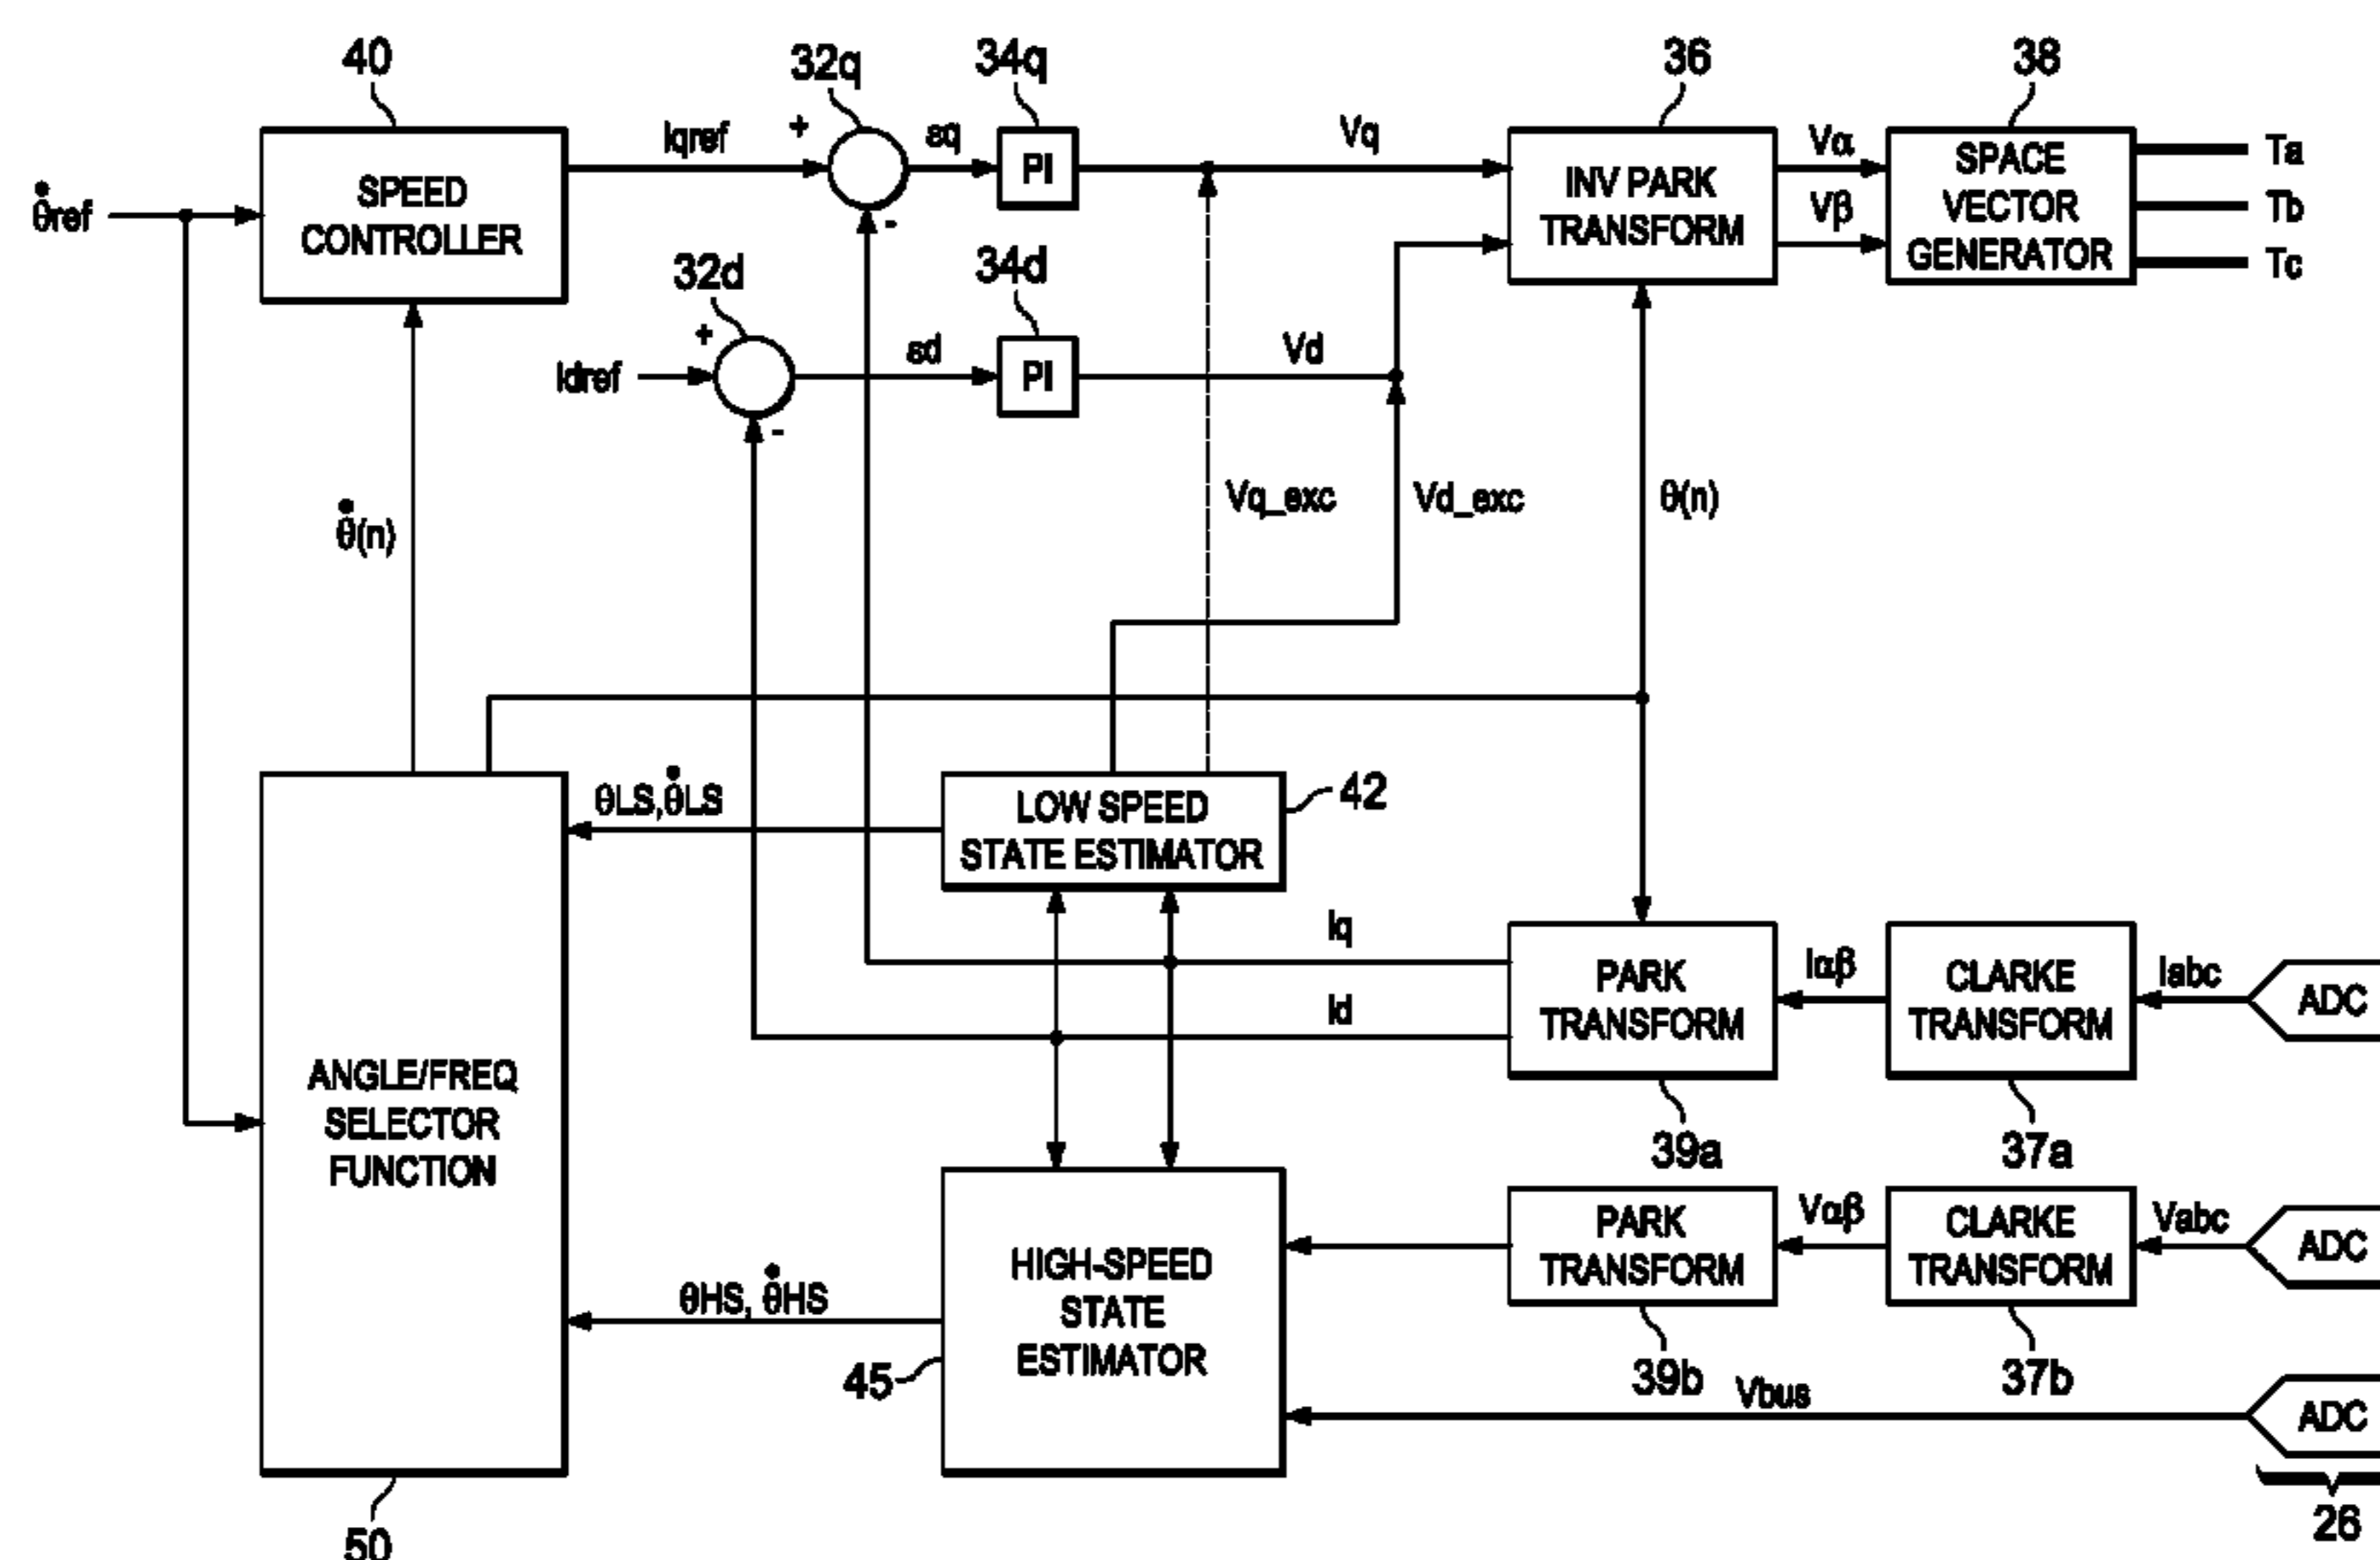 40
32q
34q
36
38
Iqref
+
εq
PI
Vq
Vα
SPEED
CONTROLLER
INV PARK
TRANSFORM
SPACE
VECTOR
GENERATOR
Ta
Tb
Tc
θ̇ref
-
Vβ
32d
34d
+
Idref
εd
PI
Vd
-
θ̇(n)
Vq_exc
Vd_exc
θ(n)
θLS,θ̇LS
LOW SPEED
STATE ESTIMATOR
42
Iq
Id
PARK
TRANSFORM
Iαβ
CLARKE
TRANSFORM
Iabc
ADC
ANGLE/FREQ
SELECTOR
FUNCTION
39a
37a
HIGH-SPEED
STATE
ESTIMATOR
PARK
TRANSFORM
Vαβ
CLARKE
TRANSFORM
Vabc
ADC
θHS, θ̇HS
45
39b
37b
Vbus
ADC
26
50